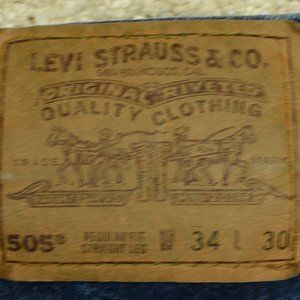 LEVI STRAUSS & CO.
SAN FRANCISCO, CAL.
ORIGINAL RIVETED
QUALITY CLOTHING
TRADE MARK
505® REGULAR FIT W 34 L 30
STRAIGHT LEG